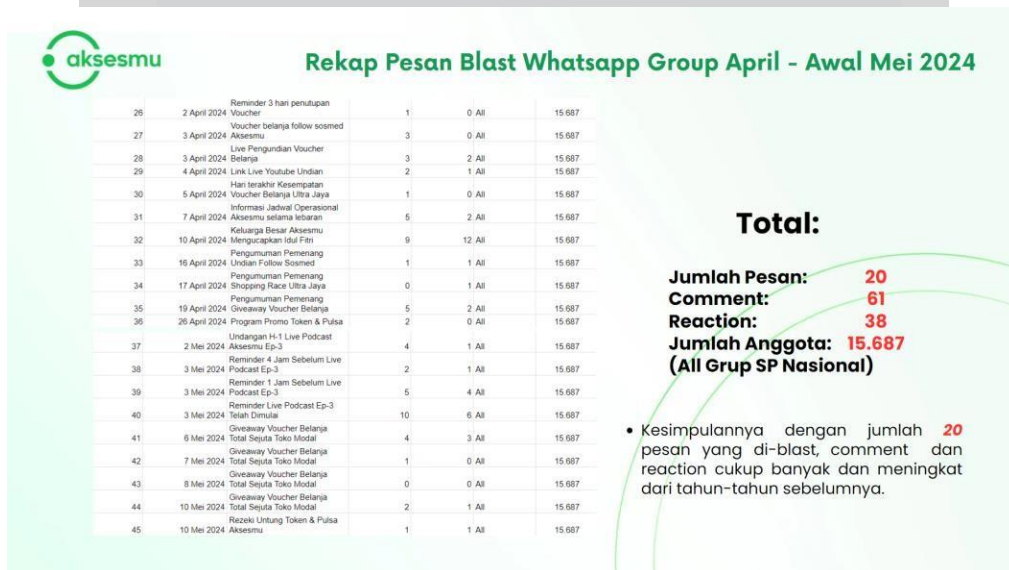 aksesmu
Rekap Pesan Blast Whatsapp Group April - Awal Mei 2024
Reminder 3 hari penutupan
26 2 April 2024 Voucher 1 0 All 15.687
Voucher belanja follow sosmed
27 3 April 2024 Aksesmu 3 0 All 15.687
Live Pengundian Voucher
28 3 April 2024 Belanja 3 2 All 15.687
29 4 April 2024 Link Live Youtube Undian 2 1 All 15.687
Hari terakhir Kesempatan
30 5 April 2024 Voucher Belanja Ultra Jaya 1 0 All 15.687
Informasi Jadwal Operasional
31 7 April 2024 Aksesmu selama lebaran 5 2 All 15.687
Keluarga Besar Aksesmu
32 10 April 2024 Mengucapkan Idul Fitri 9 12 All 15.687
Pengumuman Pemenang
33 16 April 2024 Undian Follow Sosmed 1 1 All 15.687
Pengumuman Pemenang
34 17 April 2024 Shopping Race Ultra Jaya 0 1 All 15.687
Pengumuman Pemenang
35 19 April 2024 Giveaway Voucher Belanja 5 2 All 15.687
36 26 April 2024 Program Promo Token & Pulsa 2 0 All 15.687
Undangan H-1 Live Podcast
37 2 Mei 2024 Aksesmu Ep-3 4 1 All 15.687
Reminder 4 Jam Sebelum Live
38 3 Mei 2024 Podcast Ep-3 2 1 All 15.687
Reminder 1 Jam Sebelum Live
39 3 Mei 2024 Podcast Ep-3 5 4 All 15.687
Reminder Live Podcast Ep-3
40 3 Mei 2024 Telah Dimulai 10 6 All 15.687
Giveaway Voucher Belanja
41 6 Mei 2024 Total Sejuta Toko Modal 4 3 All 15.687
Giveaway Voucher Belanja
42 7 Mei 2024 Total Sejuta Toko Modal 1 0 All 15.687
Giveaway Voucher Belanja
43 8 Mei 2024 Total Sejuta Toko Modal 0 0 All 15.687
Giveaway Voucher Belanja
44 10 Mei 2024 Total Sejuta Toko Modal 2 1 All 15.687
Rezeki Untung Token & Pulsa
45 10 Mei 2024 Aksesmu 1 1 All 15.687
Total:
Jumlah Pesan: 20
Comment: 61
Reaction: 38
Jumlah Anggota: 15.687
(All Grup SP Nasional)
• Kesimpulannya dengan jumlah 20
pesan yang di-blast, comment dan
reaction cukup banyak dan meningkat
dari tahun-tahun sebelumnya.